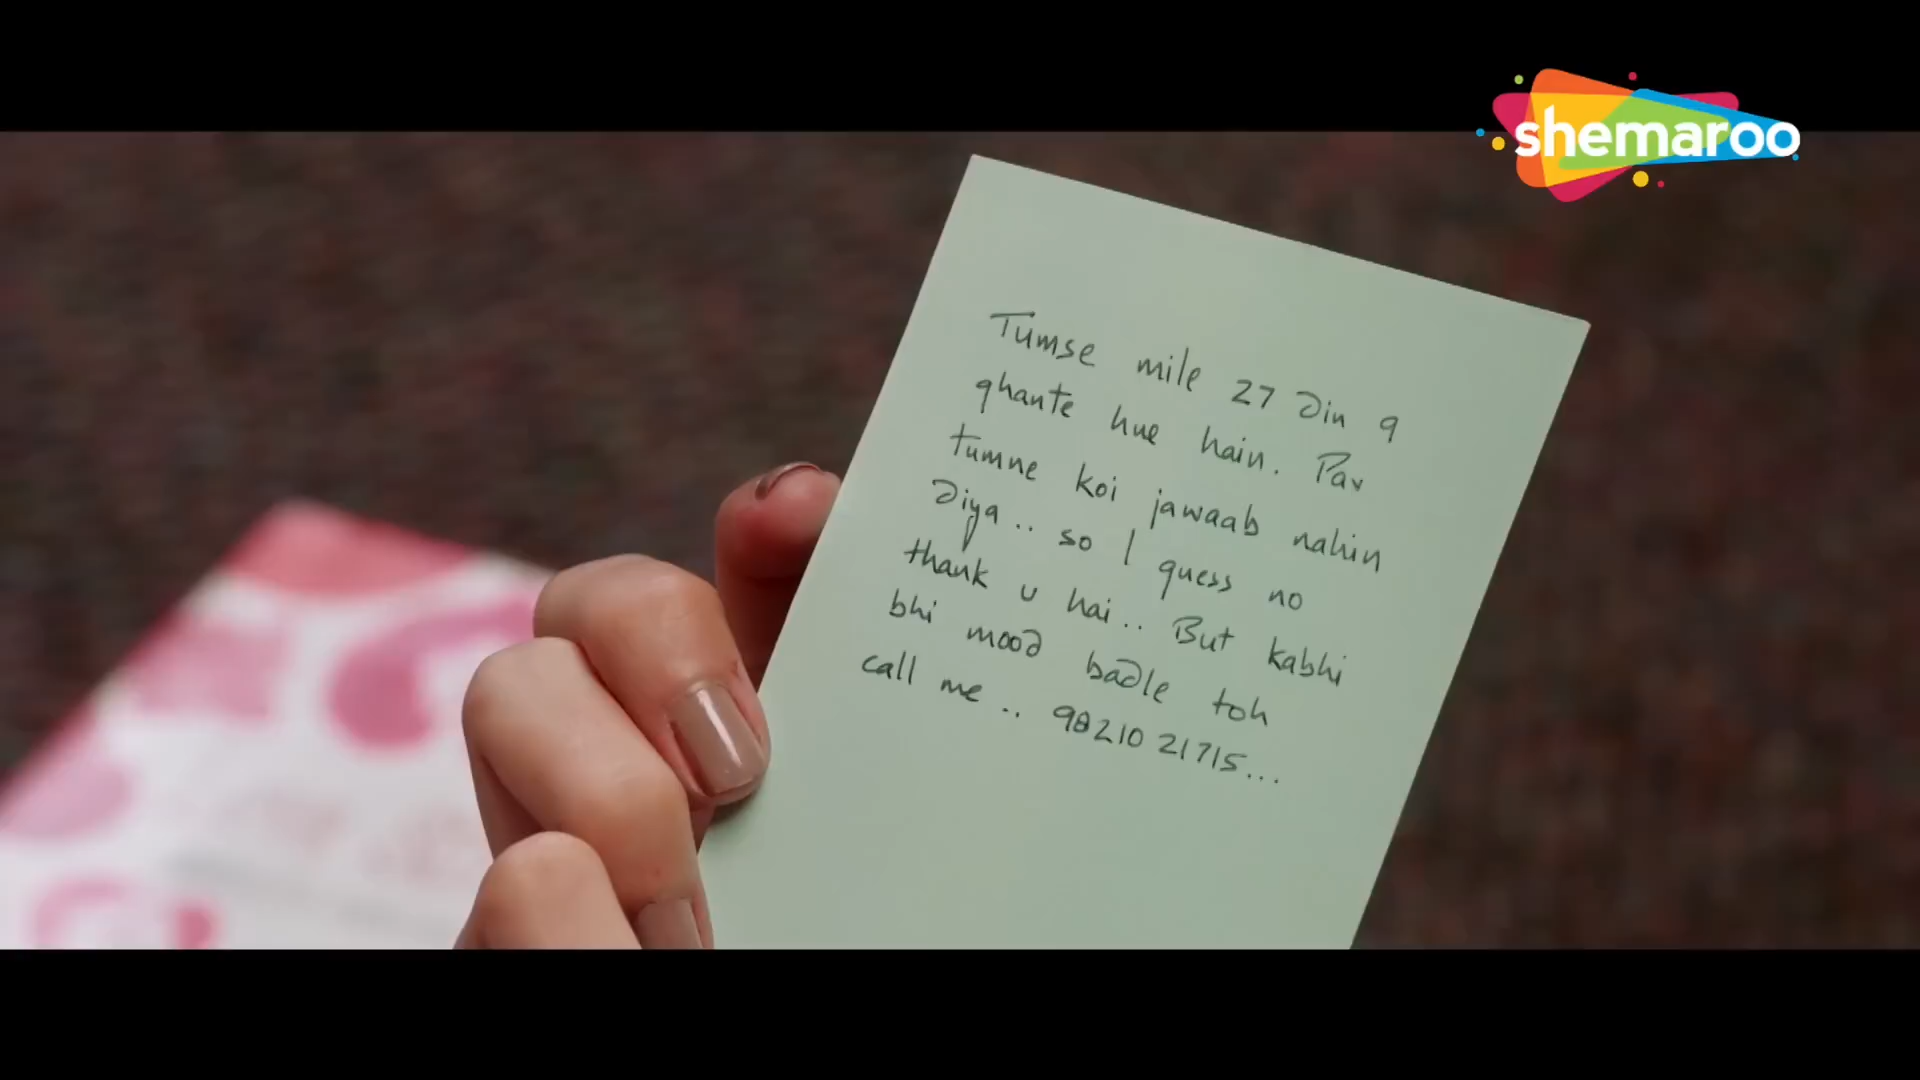 shemaroo
Tumse mile 27 din 9
ghante hue hain. Par
tumne koi jawaab nahin
diya.. so I guess no
thank u hai.. But kabhi
bhi mood badle toh
call me.. 98210 21715...